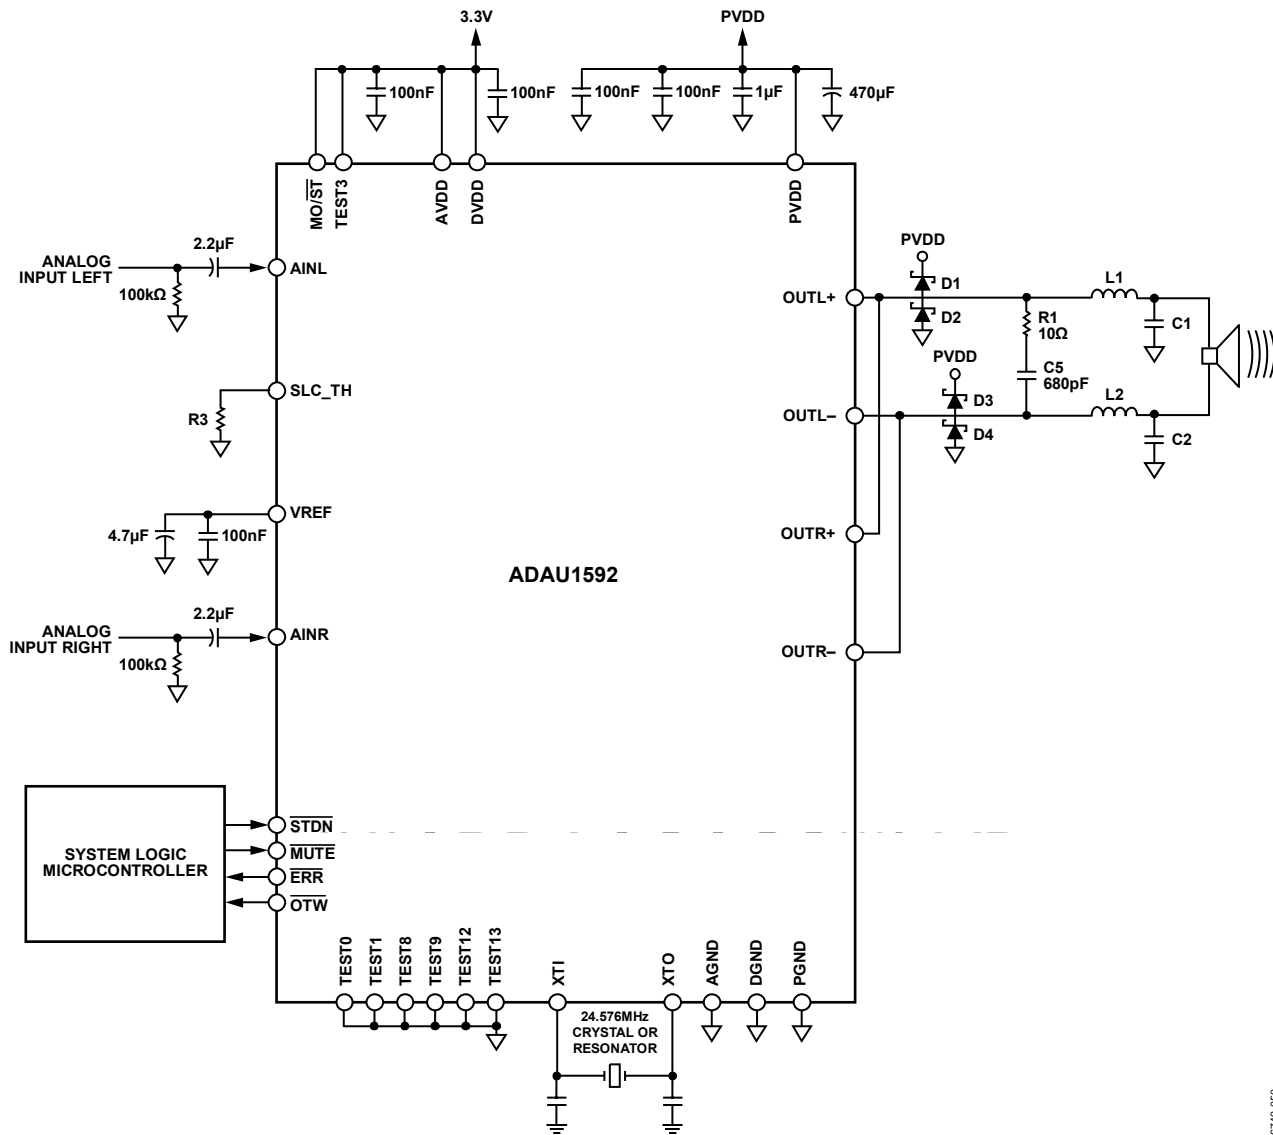 3.3V
PVDD
100nF
100nF
100nF
100nF
1µF
470µF
MO/ST
TEST3
AVDD
DVDD
PVDD
ANALOG
INPUT LEFT
2.2µF
100kΩ
AINL
PVDD
D1
D2
OUTL+
L1
R1
10Ω
C1
PVDD
C5
680pF
SLC_TH
R3
D3
D4
OUTL–
L2
C2
VREF
4.7µF
100nF
OUTR+
ADAU1592
ANALOG
INPUT RIGHT
2.2µF
100kΩ
AINR
OUTR–
SYSTEM LOGIC
MICROCONTROLLER
STDN
MUTE
ERR
OTW
TEST0
TEST1
TEST8
TEST9
TEST12
TEST13
XTI
XTO
AGND
DGND
PGND
24.576MHz
CRYSTAL OR
RESONATOR